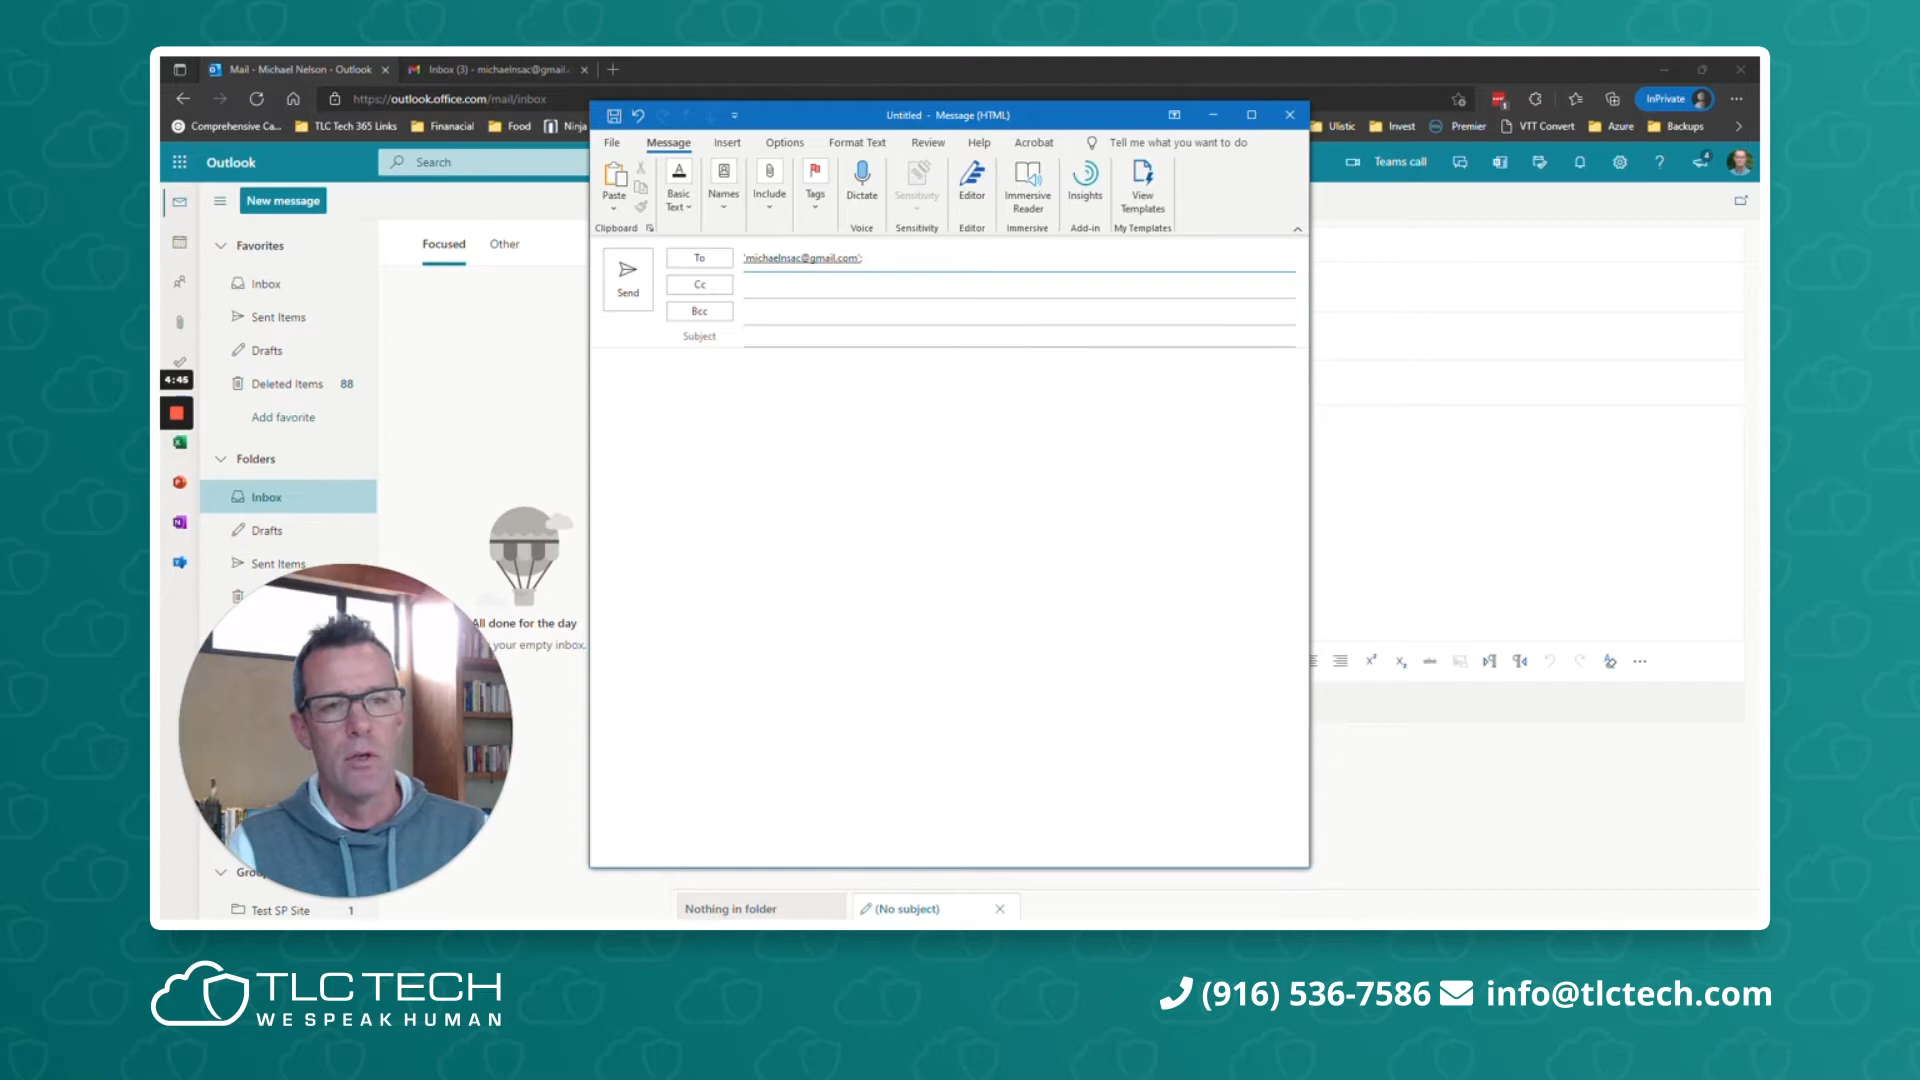 Mail - Michael Nelson - Outlook
Inbox (3) - michaelnsac@gmail.c
https://outlook.office.com/mail/inbox
InPrivate
Comprehensive Ca...
TLC Tech 365 Links
Finanacial
Food
Ninja
Ulistic
Invest
Premier
VTT Convert
Azure
Backups
Untitled - Message (HTML)
File
Message
Insert
Options
Format Text
Review
Help
Acrobat
Tell me what you want to do
Outlook
Search
Teams call
4
New message
Paste
Basic
Text
Names
Include
Tags
Dictate
Sensitivity
Editor
Immersive
Reader
Insights
View
Templates
Clipboard
Voice
Sensitivity
Editor
Immersive
Add-in
My Templates
Favorites
Focused
Other
Send
To
'michaelnsac@gmail.com';
Cc
Bcc
Subject
Inbox
Sent Items
Drafts
4:45
Deleted Items 88
Add favorite
Folders
Inbox
Drafts
Sent Items
All done for the day
your empty inbox.
Test SP Site 1
Nothing in folder
(No subject)
TLC TECH
WE SPEAK HUMAN
(916) 536-7586
info@tlctech.com